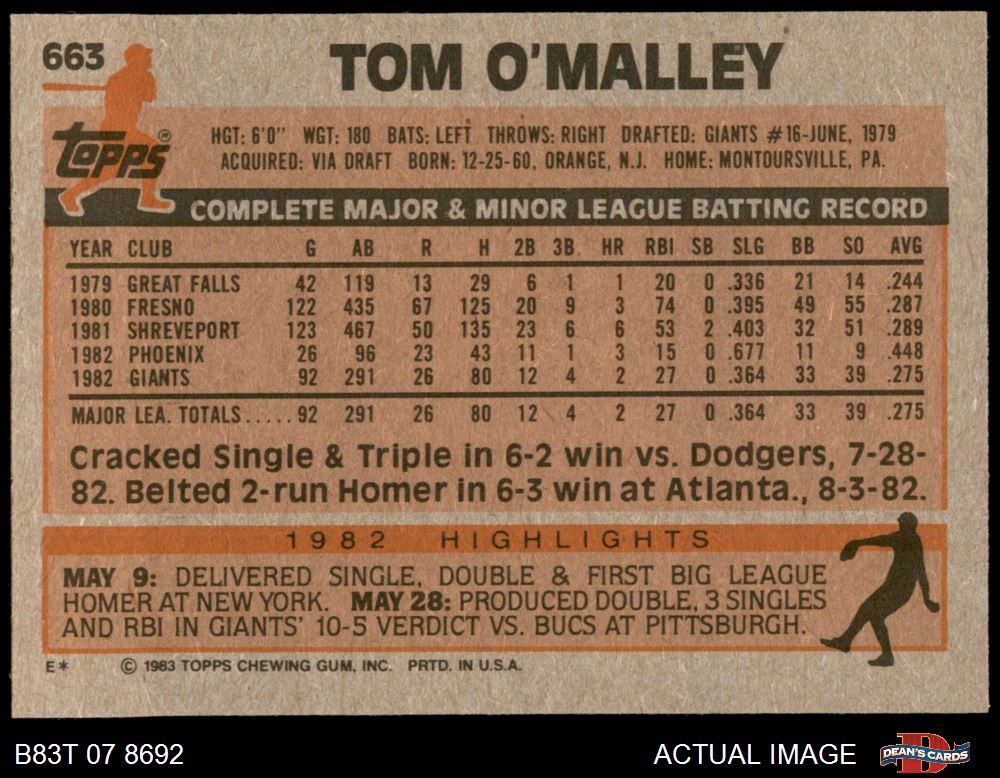 663
TOM O'MALLEY
Topps ®
HGT: 6'0" WGT: 180 BATS: LEFT THROWS: RIGHT DRAFTED: GIANTS #16-JUNE, 1979
ACQUIRED: VIA DRAFT BORN: 12-25-60, ORANGE, N.J. HOME: MONTOURSVILLE, PA.
COMPLETE MAJOR & MINOR LEAGUE BATTING RECORD
YEAR CLUB G AB R H 2B 3B HR RBI SB SLG BB SO AVG
1979 GREAT FALLS 42 119 13 29 6 1 1 20 0 .336 21 14 .244
1980 FRESNO 122 435 67 125 20 9 3 74 0 .395 49 55 .287
1981 SHREVEPORT 123 467 50 135 23 6 6 53 2 .403 32 51 .289
1982 PHOENIX 26 96 23 43 11 1 3 15 0 .677 11 9 .448
1982 GIANTS 92 291 26 80 12 4 2 27 0 .364 33 39 .275
MAJOR LEA. TOTALS.....92 291 26 80 12 4 2 27 0 .364 33 39 .275
Cracked Single & Triple in 6-2 win vs. Dodgers, 7-28-
82. Belted 2-run Homer in 6-3 win at Atlanta., 8-3-82.
1982 HIGHLIGHTS
MAY 9: DELIVERED SINGLE, DOUBLE & FIRST BIG LEAGUE
HOMER AT NEW YORK. MAY 28: PRODUCED DOUBLE, 3 SINGLES
AND RBI IN GIANTS' 10-5 VERDICT VS. BUCS AT PITTSBURGH.
E* © 1983 TOPPS CHEWING GUM, INC. PRTD. IN U.S.A.
B83T 07 8692
ACTUAL IMAGE
D DEAN'S CARDS